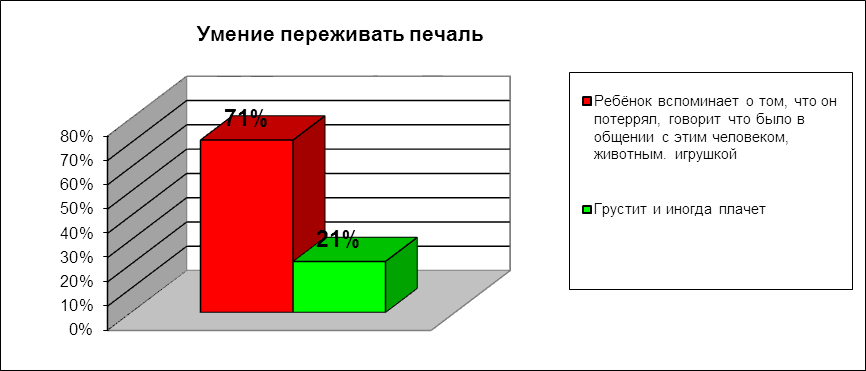 Умение переживать печаль
80%
70%
60%
50%
40%
30%
20%
10%
0%
71%
21%
Ребёнок вспоминает о том, что он
потеррял, говорит что было в
общении с этим человеком,
животным. игрушкой
Грустит и иногда плачет